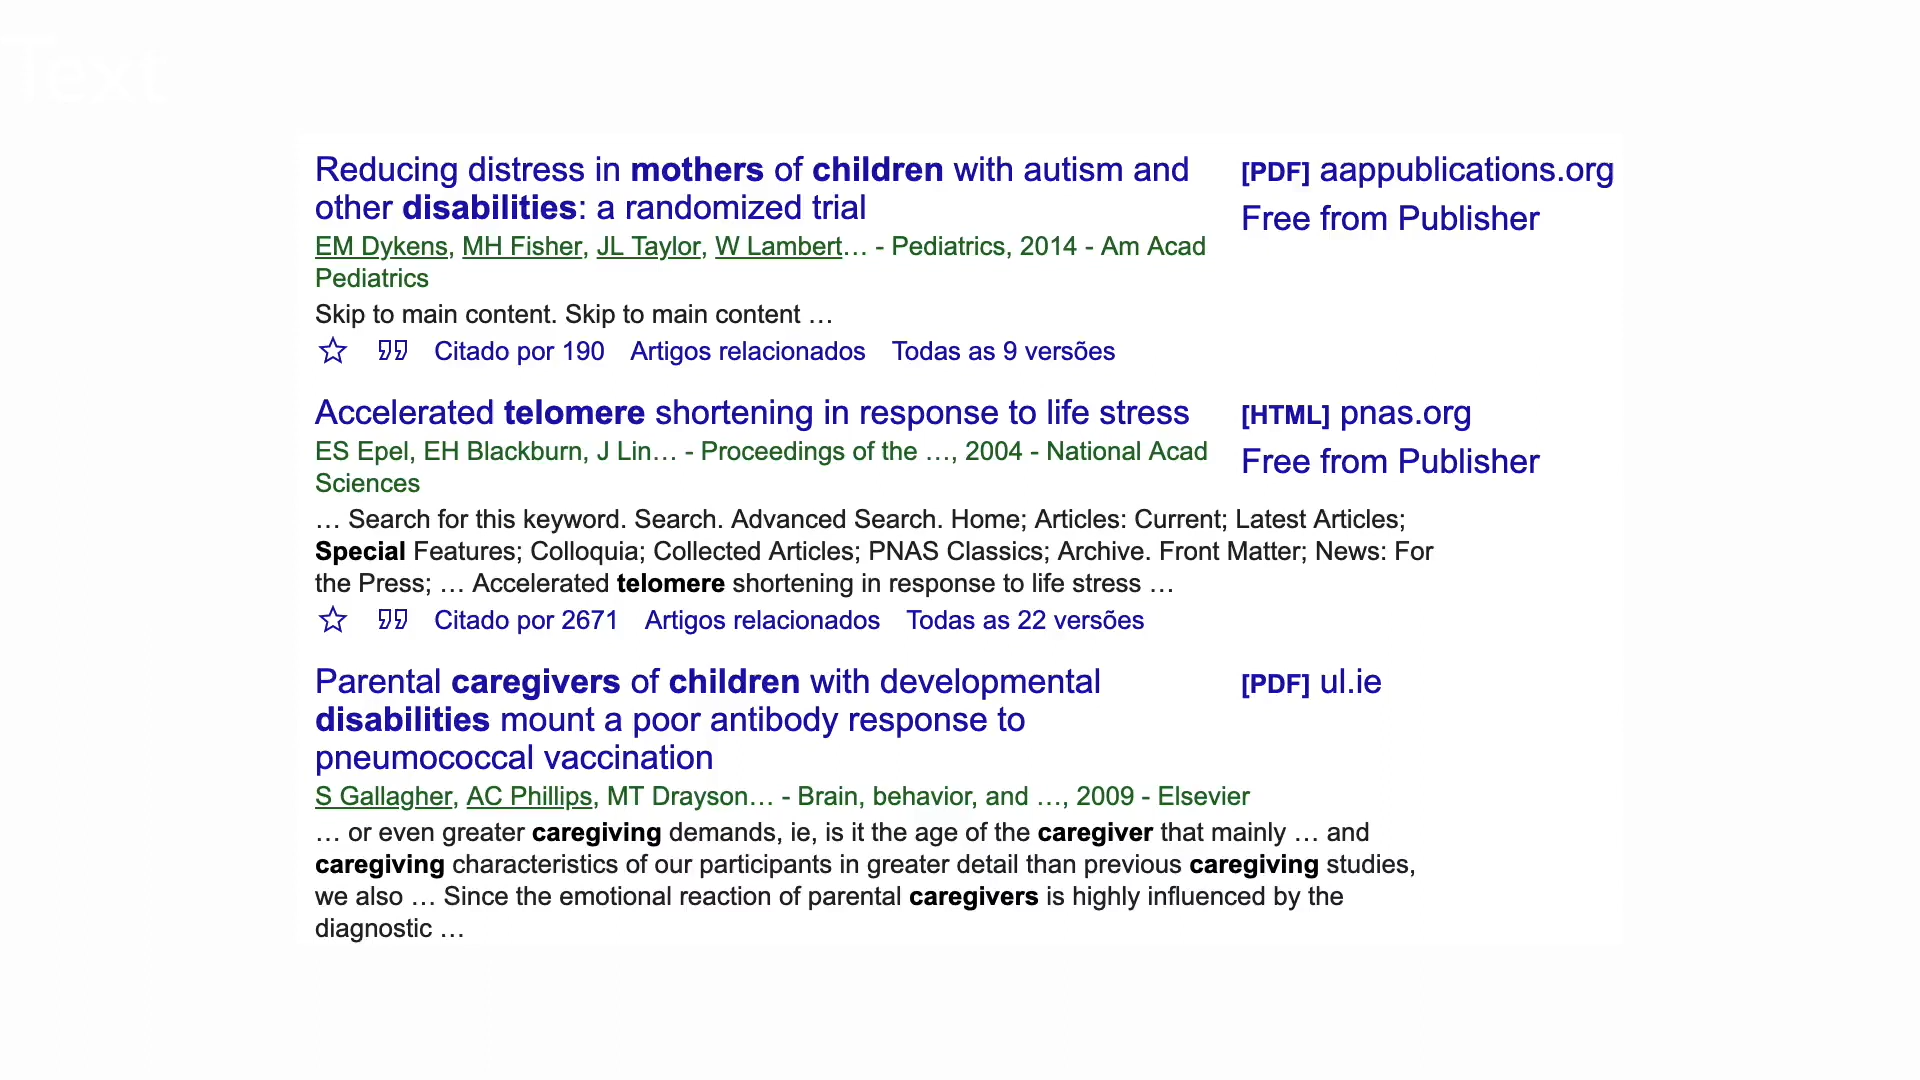 Text
Reducing distress in mothers of children with autism and
other disabilities: a randomized trial
[PDF] aappublications.org
Free from Publisher
EM Dykens, MH Fisher, JL Taylor, W Lambert… - Pediatrics, 2014 - Am Acad
Pediatrics
Skip to main content. Skip to main content …
Citado por 190 Artigos relacionados Todas as 9 versões
Accelerated telomere shortening in response to life stress
[HTML] pnas.org
Free from Publisher
ES Epel, EH Blackburn, J Lin… - Proceedings of the …, 2004 - National Acad
Sciences
… Search for this keyword. Search. Advanced Search. Home; Articles: Current; Latest Articles;
Special Features; Colloquia; Collected Articles; PNAS Classics; Archive. Front Matter; News: For
the Press; … Accelerated telomere shortening in response to life stress …
Citado por 2671 Artigos relacionados Todas as 22 versões
Parental caregivers of children with developmental
disabilities mount a poor antibody response to
pneumococcal vaccination
[PDF] ul.ie
S Gallagher, AC Phillips, MT Drayson… - Brain, behavior, and …, 2009 - Elsevier
… or even greater caregiving demands, ie, is it the age of the caregiver that mainly … and
caregiving characteristics of our participants in greater detail than previous caregiving studies,
we also … Since the emotional reaction of parental caregivers is highly influenced by the
diagnostic …